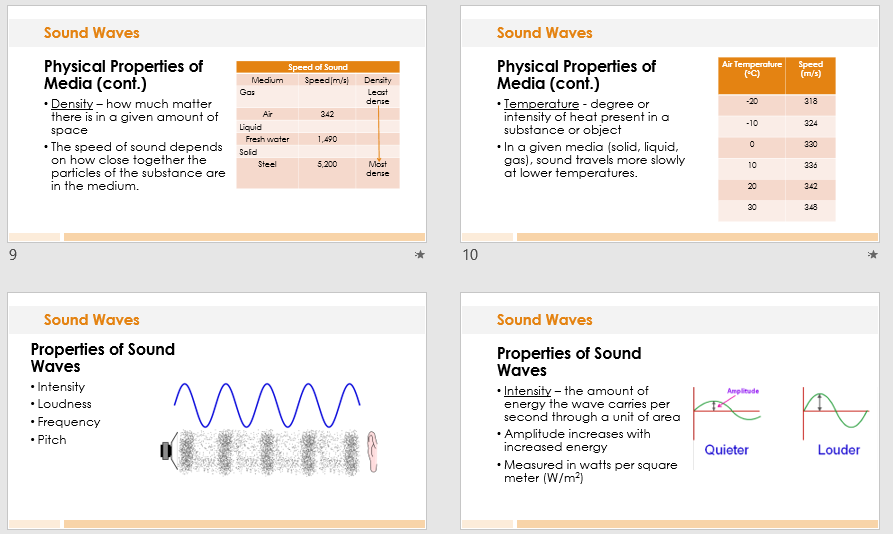 Sound Waves
Physical Properties of
Media (cont.)
• Density – how much matter
there is in a given amount of
space
• The speed of sound depends
on how close together the
particles of the substance are
in the medium.
Speed of Sound
Medium Speed(m/s) Density
Gas Least
dense
Air 342
Liquid
Fresh water 1,490
Solid
Steel 5,200 Most
dense
9
Sound Waves
Physical Properties of
Media (cont.)
• Temperature - degree or
intensity of heat present in a
substance or object
• In a given media (solid, liquid,
gas), sound travels more slowly
at lower temperatures.
Air Temperature Speed
(°C) (m/s)
-20 318
-10 324
0 330
10 336
20 342
30 348
10
Sound Waves
Properties of Sound
Waves
• Intensity
• Loudness
• Frequency
• Pitch
Sound Waves
Properties of Sound
Waves
• Intensity – the amount of
energy the wave carries per
second through a unit of area
• Amplitude increases with
increased energy
• Measured in watts per square
meter (W/m²)
Amplitude
Quieter Louder